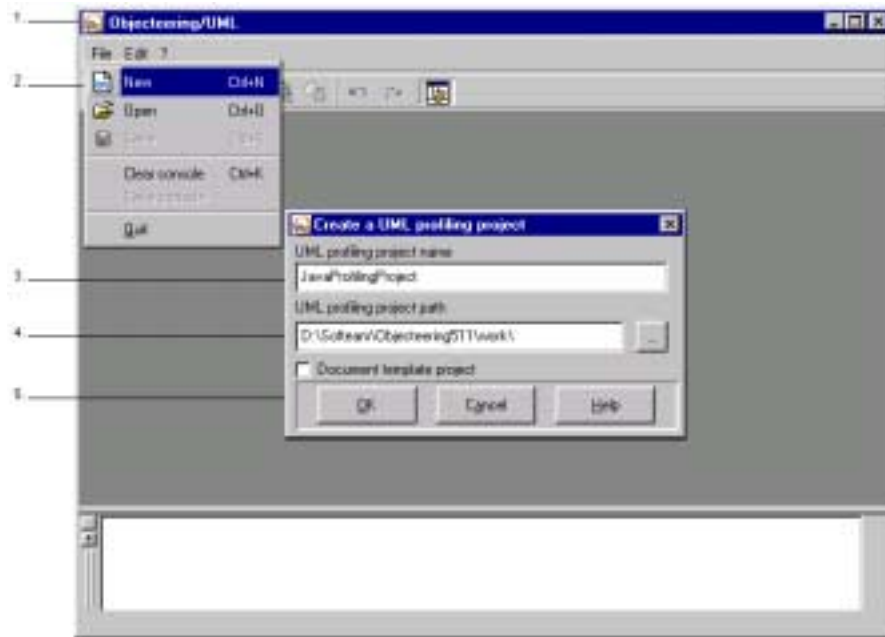 1
Objecteering/UML
File Edit ?
2
New Ctrl+N
Open Ctrl+O
Clear console Ctrl+K
Quit
Create a UML profiling project
UML profiling project name
3
JavaProfilingProject
UML profiling project path
4
D:\Softeam\Objecteering511\work\
...
Document template project
5
OK Cancel Help